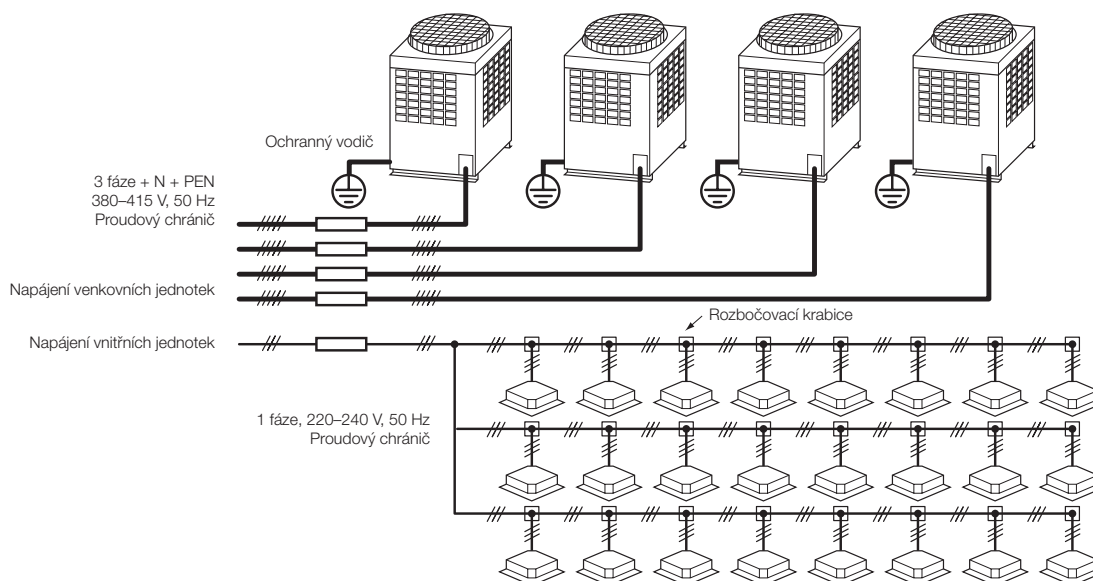 Ochranný vodič
3 fáze + N + PEN
380–415 V, 50 Hz
Proudový chránič
Napájení venkovních jednotek
Rozbočovací krabice
Napájení vnitřních jednotek
1 fáze, 220–240 V, 50 Hz
Proudový chránič